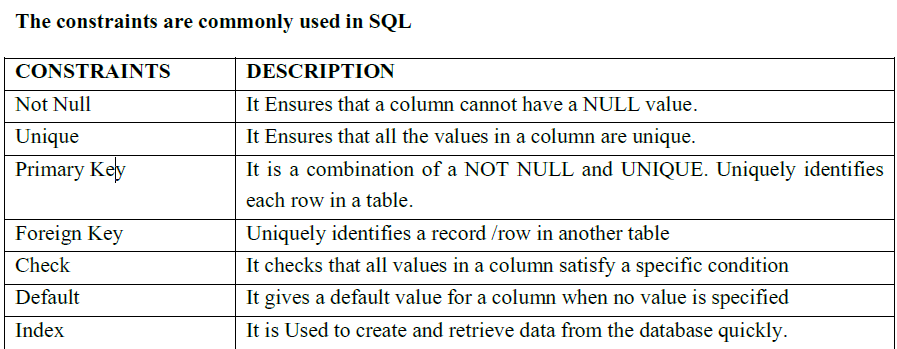 The constraints are commonly used in SQL
CONSTRAINTS DESCRIPTION
Not Null It Ensures that a column cannot have a NULL value.
Unique It Ensures that all the values in a column are unique.
Primary Key It is a combination of a NOT NULL and UNIQUE. Uniquely identifies
each row in a table.
Foreign Key Uniquely identifies a record /row in another table
Check It checks that all values in a column satisfy a specific condition
Default It gives a default value for a column when no value is specified
Index It is Used to create and retrieve data from the database quickly.